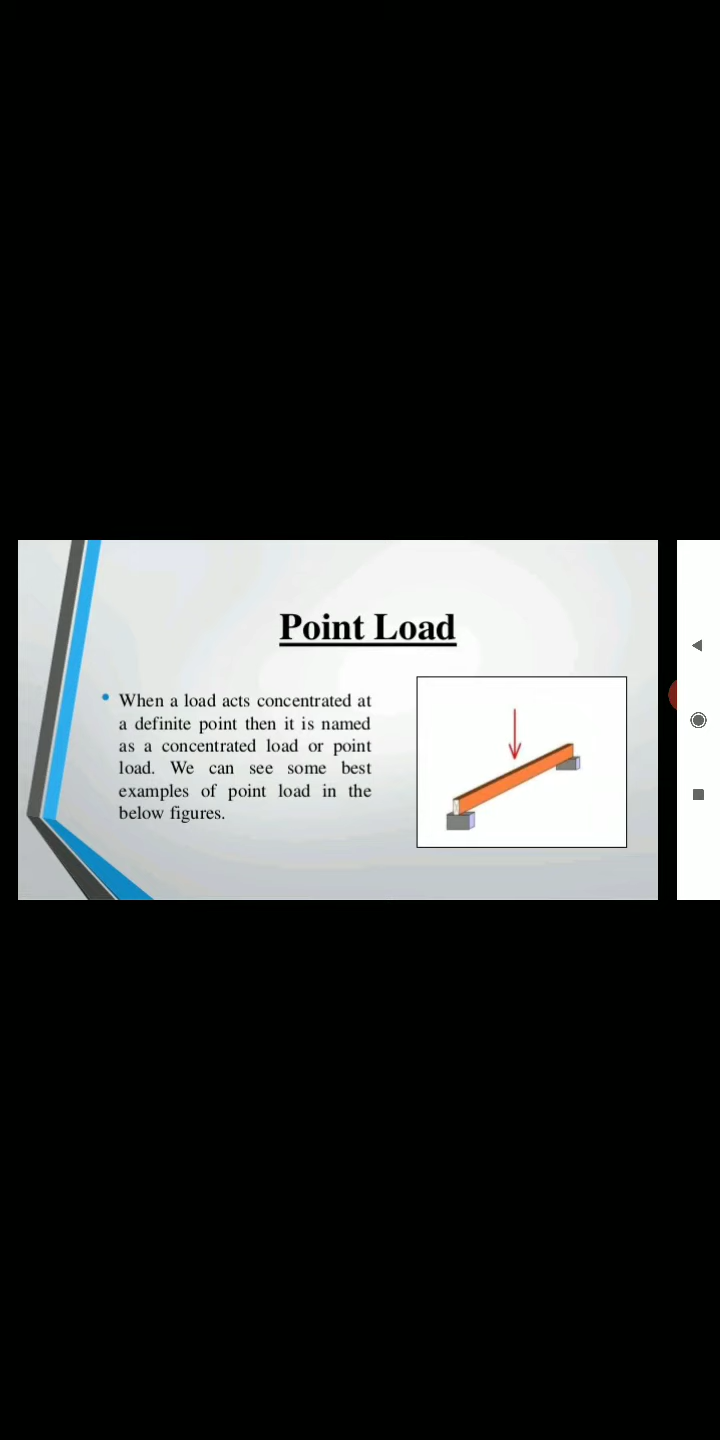 Point Load
• When a load acts concentrated at
a definite point then it is named
as a concentrated load or point
load. We can see some best
examples of point load in the
below figures.